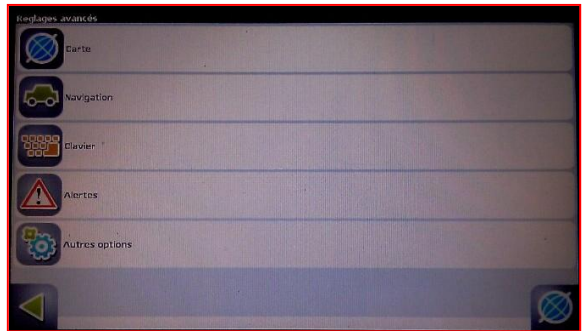 Reglages avancés
Carte
Navigation
Clavier
Alertes
Autres options